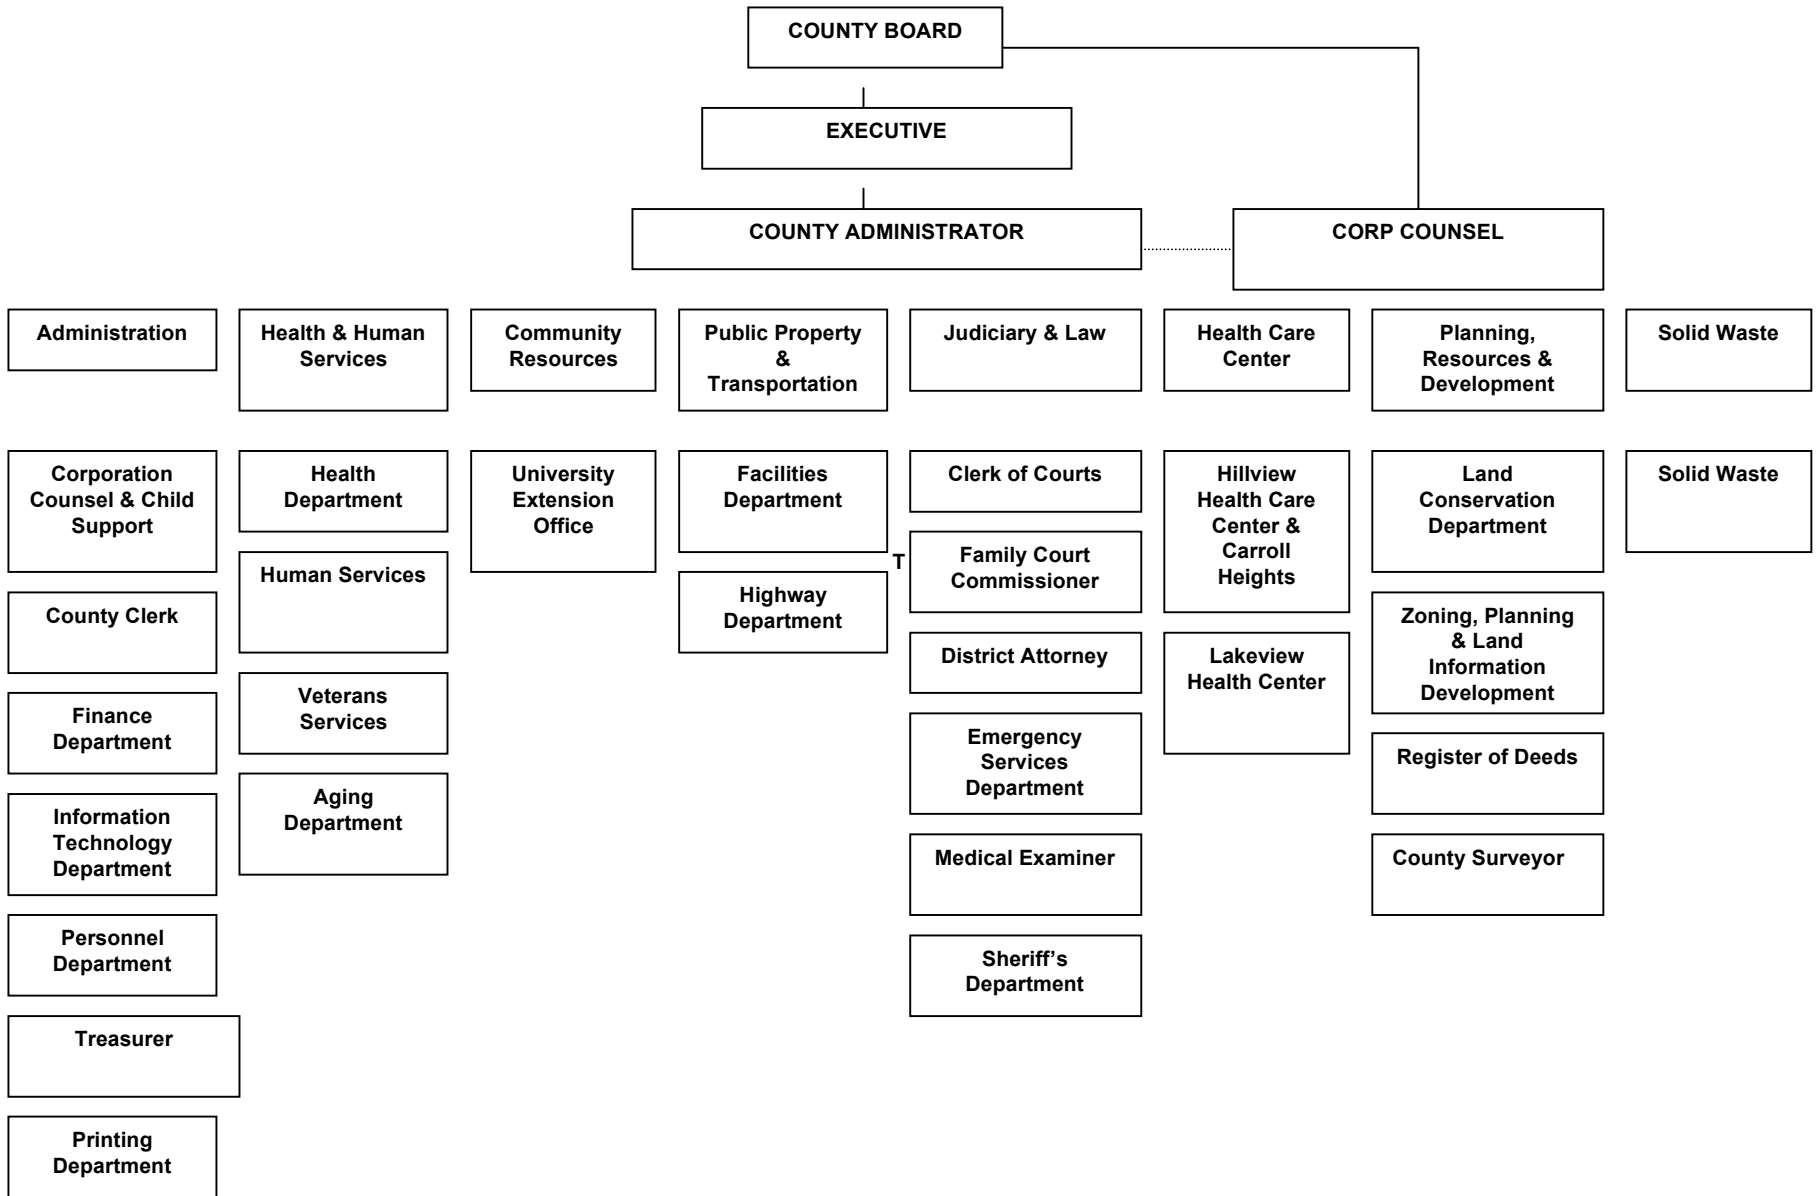 COUNTY BOARD
EXECUTIVE
COUNTY ADMINISTRATOR
CORP COUNSEL
Administration
Health & Human
Services
Community
Resources
Public Property
&
Transportation
Judiciary & Law
Health Care
Center
Planning,
Resources &
Development
Solid Waste
Corporation
Counsel & Child
Support
County Clerk
Finance
Department
Information
Technology
Department
Personnel
Department
Treasurer
Printing
Department
Health
Department
Human Services
Veterans
Services
Aging
Department
University
Extension
Office
Facilities
Department
Highway
Department
T
Clerk of Courts
Family Court
Commissioner
District Attorney
Emergency
Services
Department
Medical Examiner
Sheriff’s
Department
Hillview
Health Care
Center &
Carroll
Heights
Lakeview
Health Center
Land
Conservation
Department
Zoning, Planning
& Land
Information
Development
Register of Deeds
County Surveyor
Solid Waste